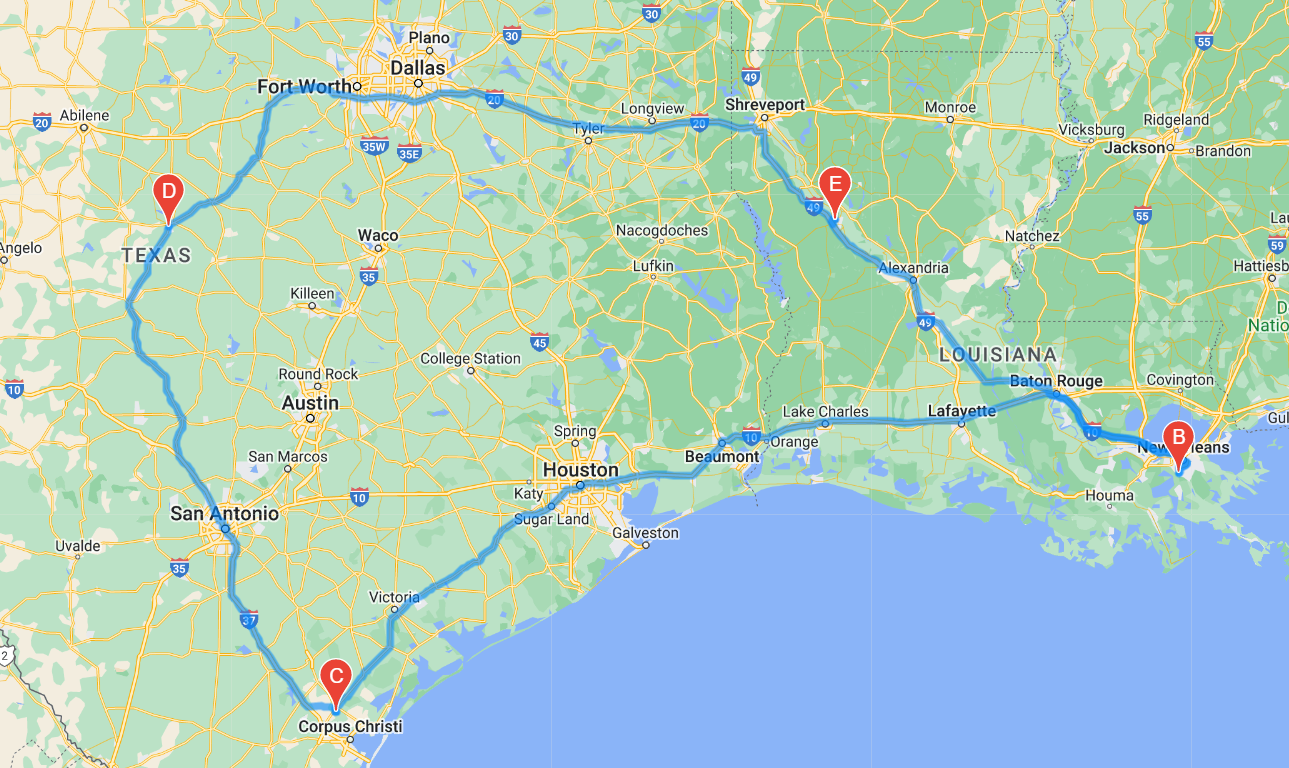 30
30
55
Plano
Dallas
Fort Worth
49
20
Longview
Shreveport
Monroe
Abilene
20
20
Tyler
Vicksburg
Ridgeland
Jackson
Brandon
35W
35E
D
E
49
55
Natchez
Lau
59
Hattiesb
Angelo
TEXAS
Waco
35
Nacogdoches
Lufkin
Alexandria
Killeen
49
D
Natio
45
College Station
LOUISIANA
Round Rock
Austin
10
Baton Rouge
Covington
Lafayette
Lake Charles
Gul
Spring
10
Orange
Beaumont
10
B
New Orleans
San Marcos
Houston
10
Katy
Sugar Land
Houma
San Antonio
Galveston
Uvalde
35
Victoria
37
2
C
Corpus Christi